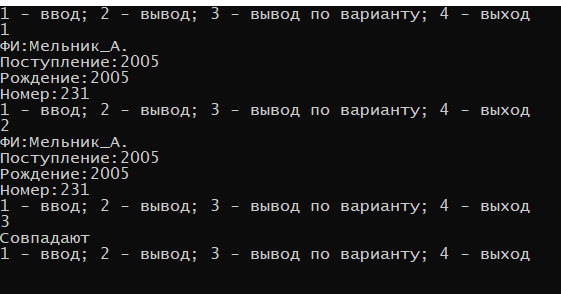 1 - ввод; 2 - вывод; 3 - вывод по варианту; 4 - выход
1
ФИ:Мельник_А.
Поступление:2005
Рождение:2005
Номер:231
1 - ввод; 2 - вывод; 3 - вывод по варианту; 4 - выход
2
ФИ:Мельник_А.
Поступление:2005
Рождение:2005
Номер:231
1 - ввод; 2 - вывод; 3 - вывод по варианту; 4 - выход
3
Совпадают
1 - ввод; 2 - вывод; 3 - вывод по варианту; 4 - выход